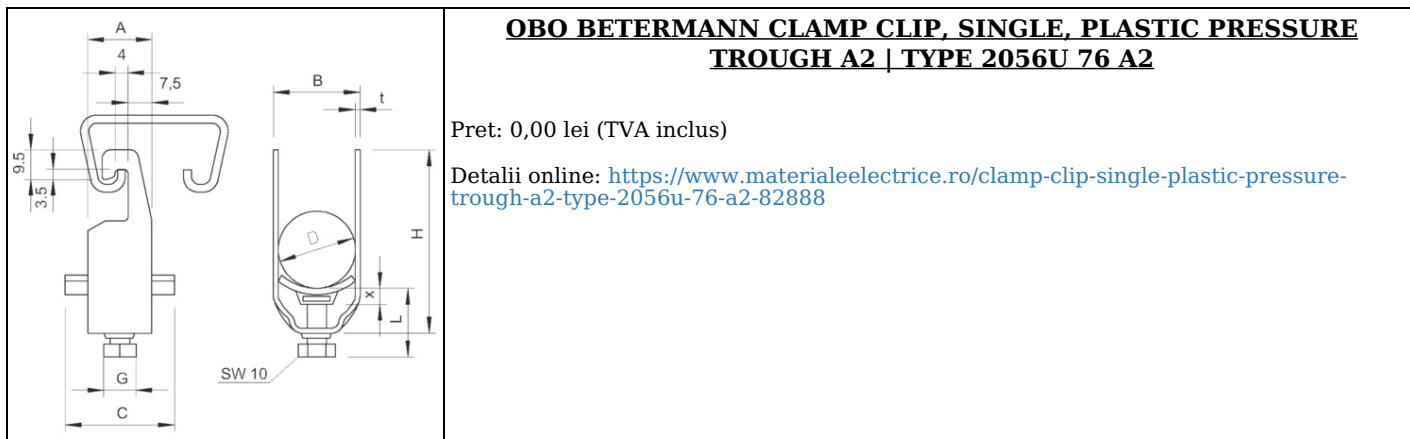 A
4
7,5
B
t
9.5
3.5
D
H
x
L
SW 10
G
C
OBO BETERMANN CLAMP CLIP, SINGLE, PLASTIC PRESSURE
TROUGH A2 | TYPE 2056U 76 A2
Pret: 0,00 lei (TVA inclus)
Detalii online: https://www.materialeelectrice.ro/clamp-clip-single-plastic-pressure-
trough-a2-type-2056u-76-a2-82888